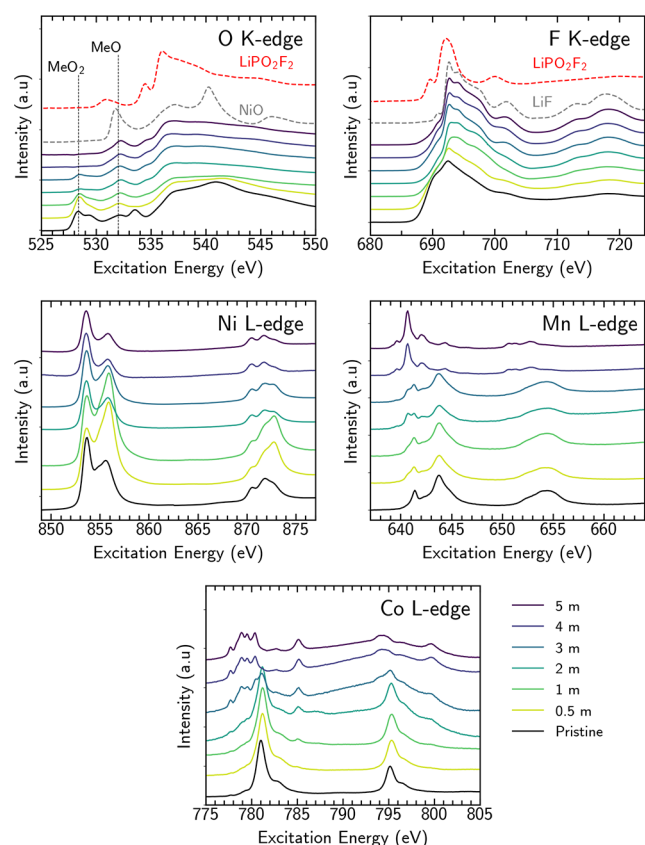 O K-edge
MeO
MeO₂
LiPO₂F₂
NiO
Intensity (a.u)
525 530 535 540 545 550
Excitation Energy (eV)
F K-edge
LiPO₂F₂
LiF
Intensity (a.u)
680 690 700 710 720
Excitation Energy (eV)
Ni L-edge
Intensity (a.u)
850 855 860 865 870 875
Excitation Energy (eV)
Mn L-edge
Intensity (a.u)
640 645 650 655 660
Excitation Energy (eV)
Co L-edge
Intensity (a.u)
775 780 785 790 795 800 805
Excitation Energy (eV)
5 m
4 m
3 m
2 m
1 m
0.5 m
Pristine